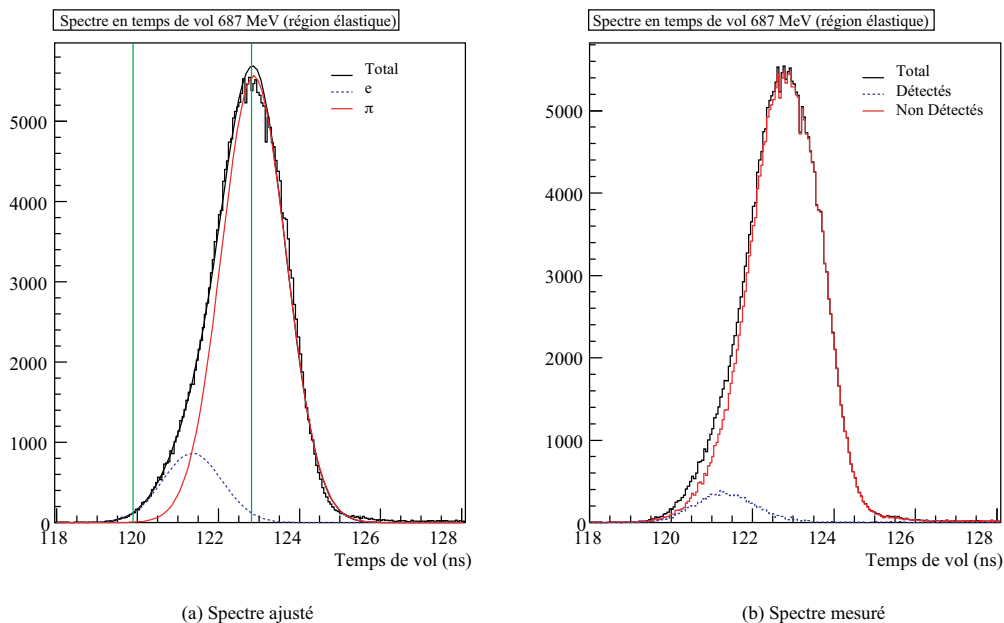 Spectre en temps de vol 687 MeV (région élastique)
Total
e
π
5000
4000
3000
2000
1000
0
118 120 122 124 126 128
Temps de vol (ns)
(a) Spectre ajusté
Spectre en temps de vol 687 MeV (région élastique)
Total
Détectés
Non Détectés
5000
4000
3000
2000
1000
0
118 120 122 124 126 128
Temps de vol (ns)
(b) Spectre mesuré